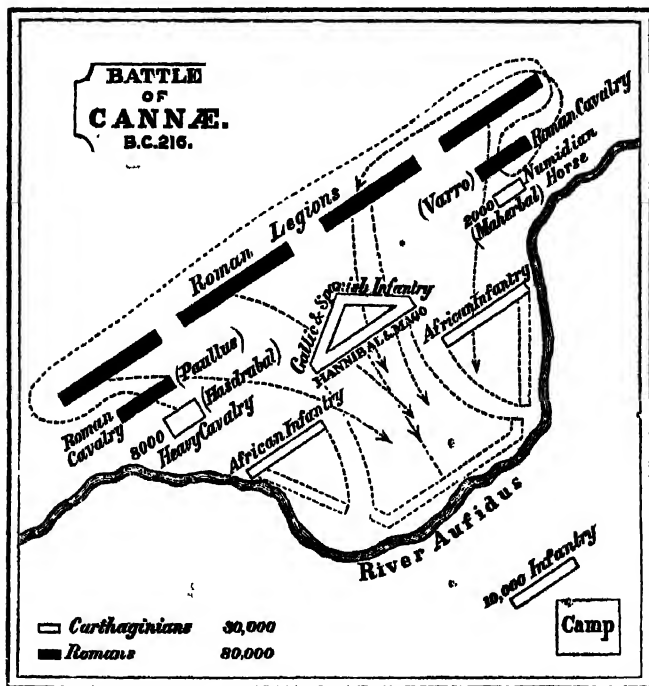 BATTLE
OF
CANNÆ.
B.C.216.
Roman Legions
Roman Cavalry
(Varro)
2000 Numidian
(Maherbal) Horse
Gallic & Spanish Infantry
HANNIBAL & MAGO
African Infantry
(Paullus)
Roman
Cavalry
(Hasdrubal)
8000 Heavy Cavalry
African Infantry
River Aufidus
10,000 Infantry
Camp
Carthaginians 30,000
Romans 80,000